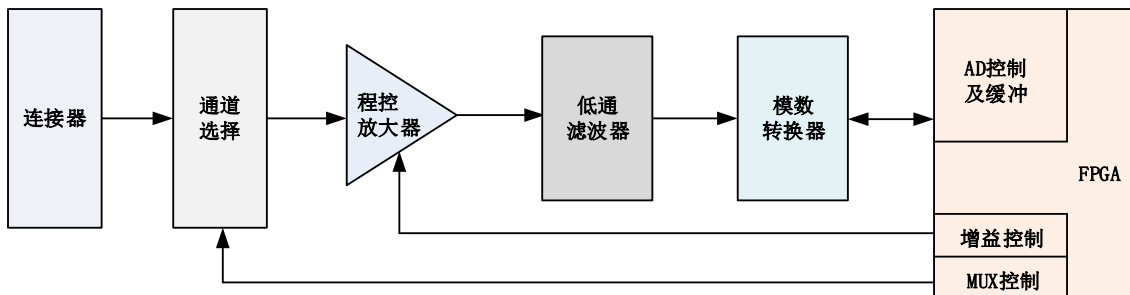 连接器
通道
选择
程控
放大器
低通
滤波器
模数
转换器
AD控制
及缓冲
FPGA
增益控制
MUX控制